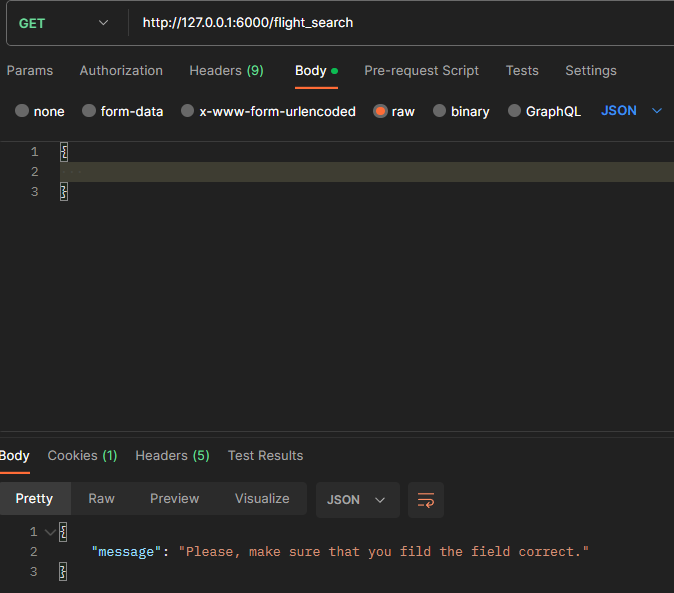 GET http://127.0.0.1:6000/flight_search
Params Authorization Headers (9) Body Pre-request Script Tests Settings
none form-data x-www-form-urlencoded raw binary GraphQL JSON
1 {
2
3 }
Body Cookies (1) Headers (5) Test Results
Pretty Raw Preview Visualize JSON
1 {
2 "message": "Please, make sure that you fild the field correct."
3 }